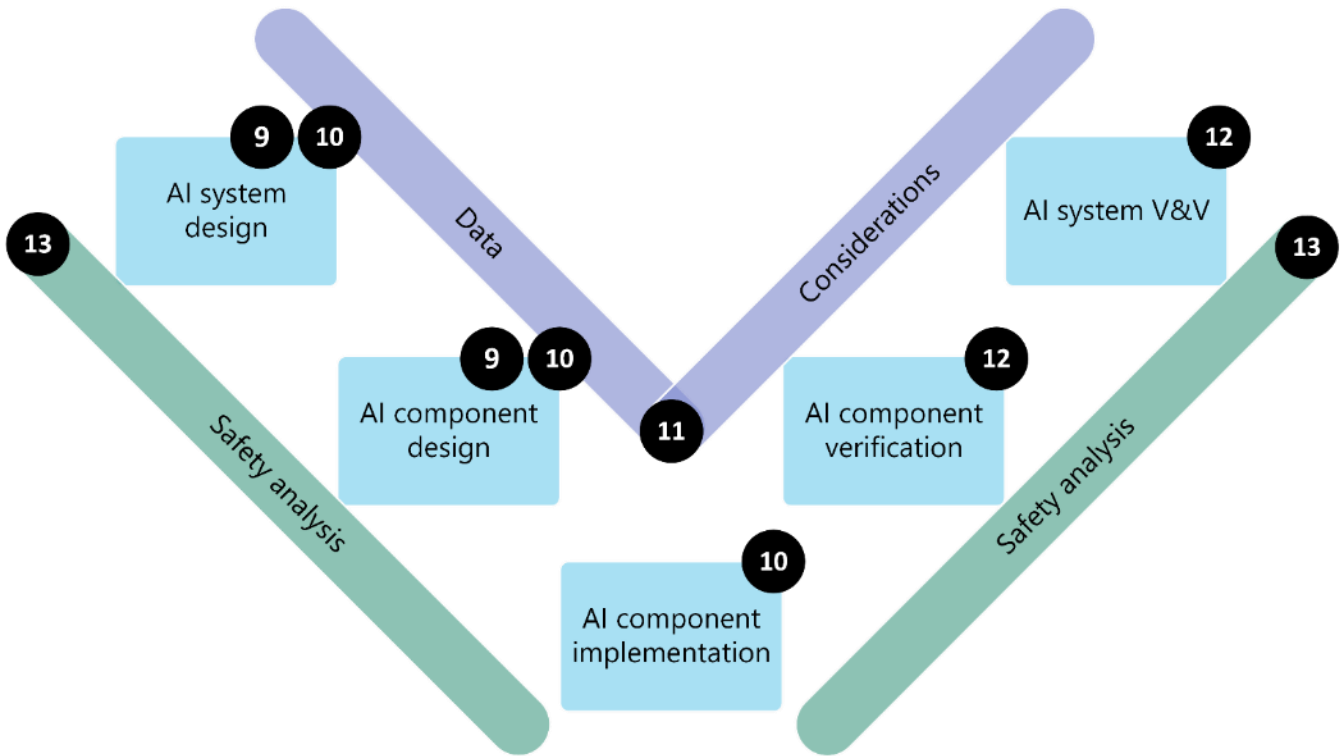 9
10
AI system
design
12
AI system V&V
13
Data
Considerations
13
9
10
AI component
design
11
12
AI component
verification
Safety analysis
Safety analysis
10
AI component
implementation